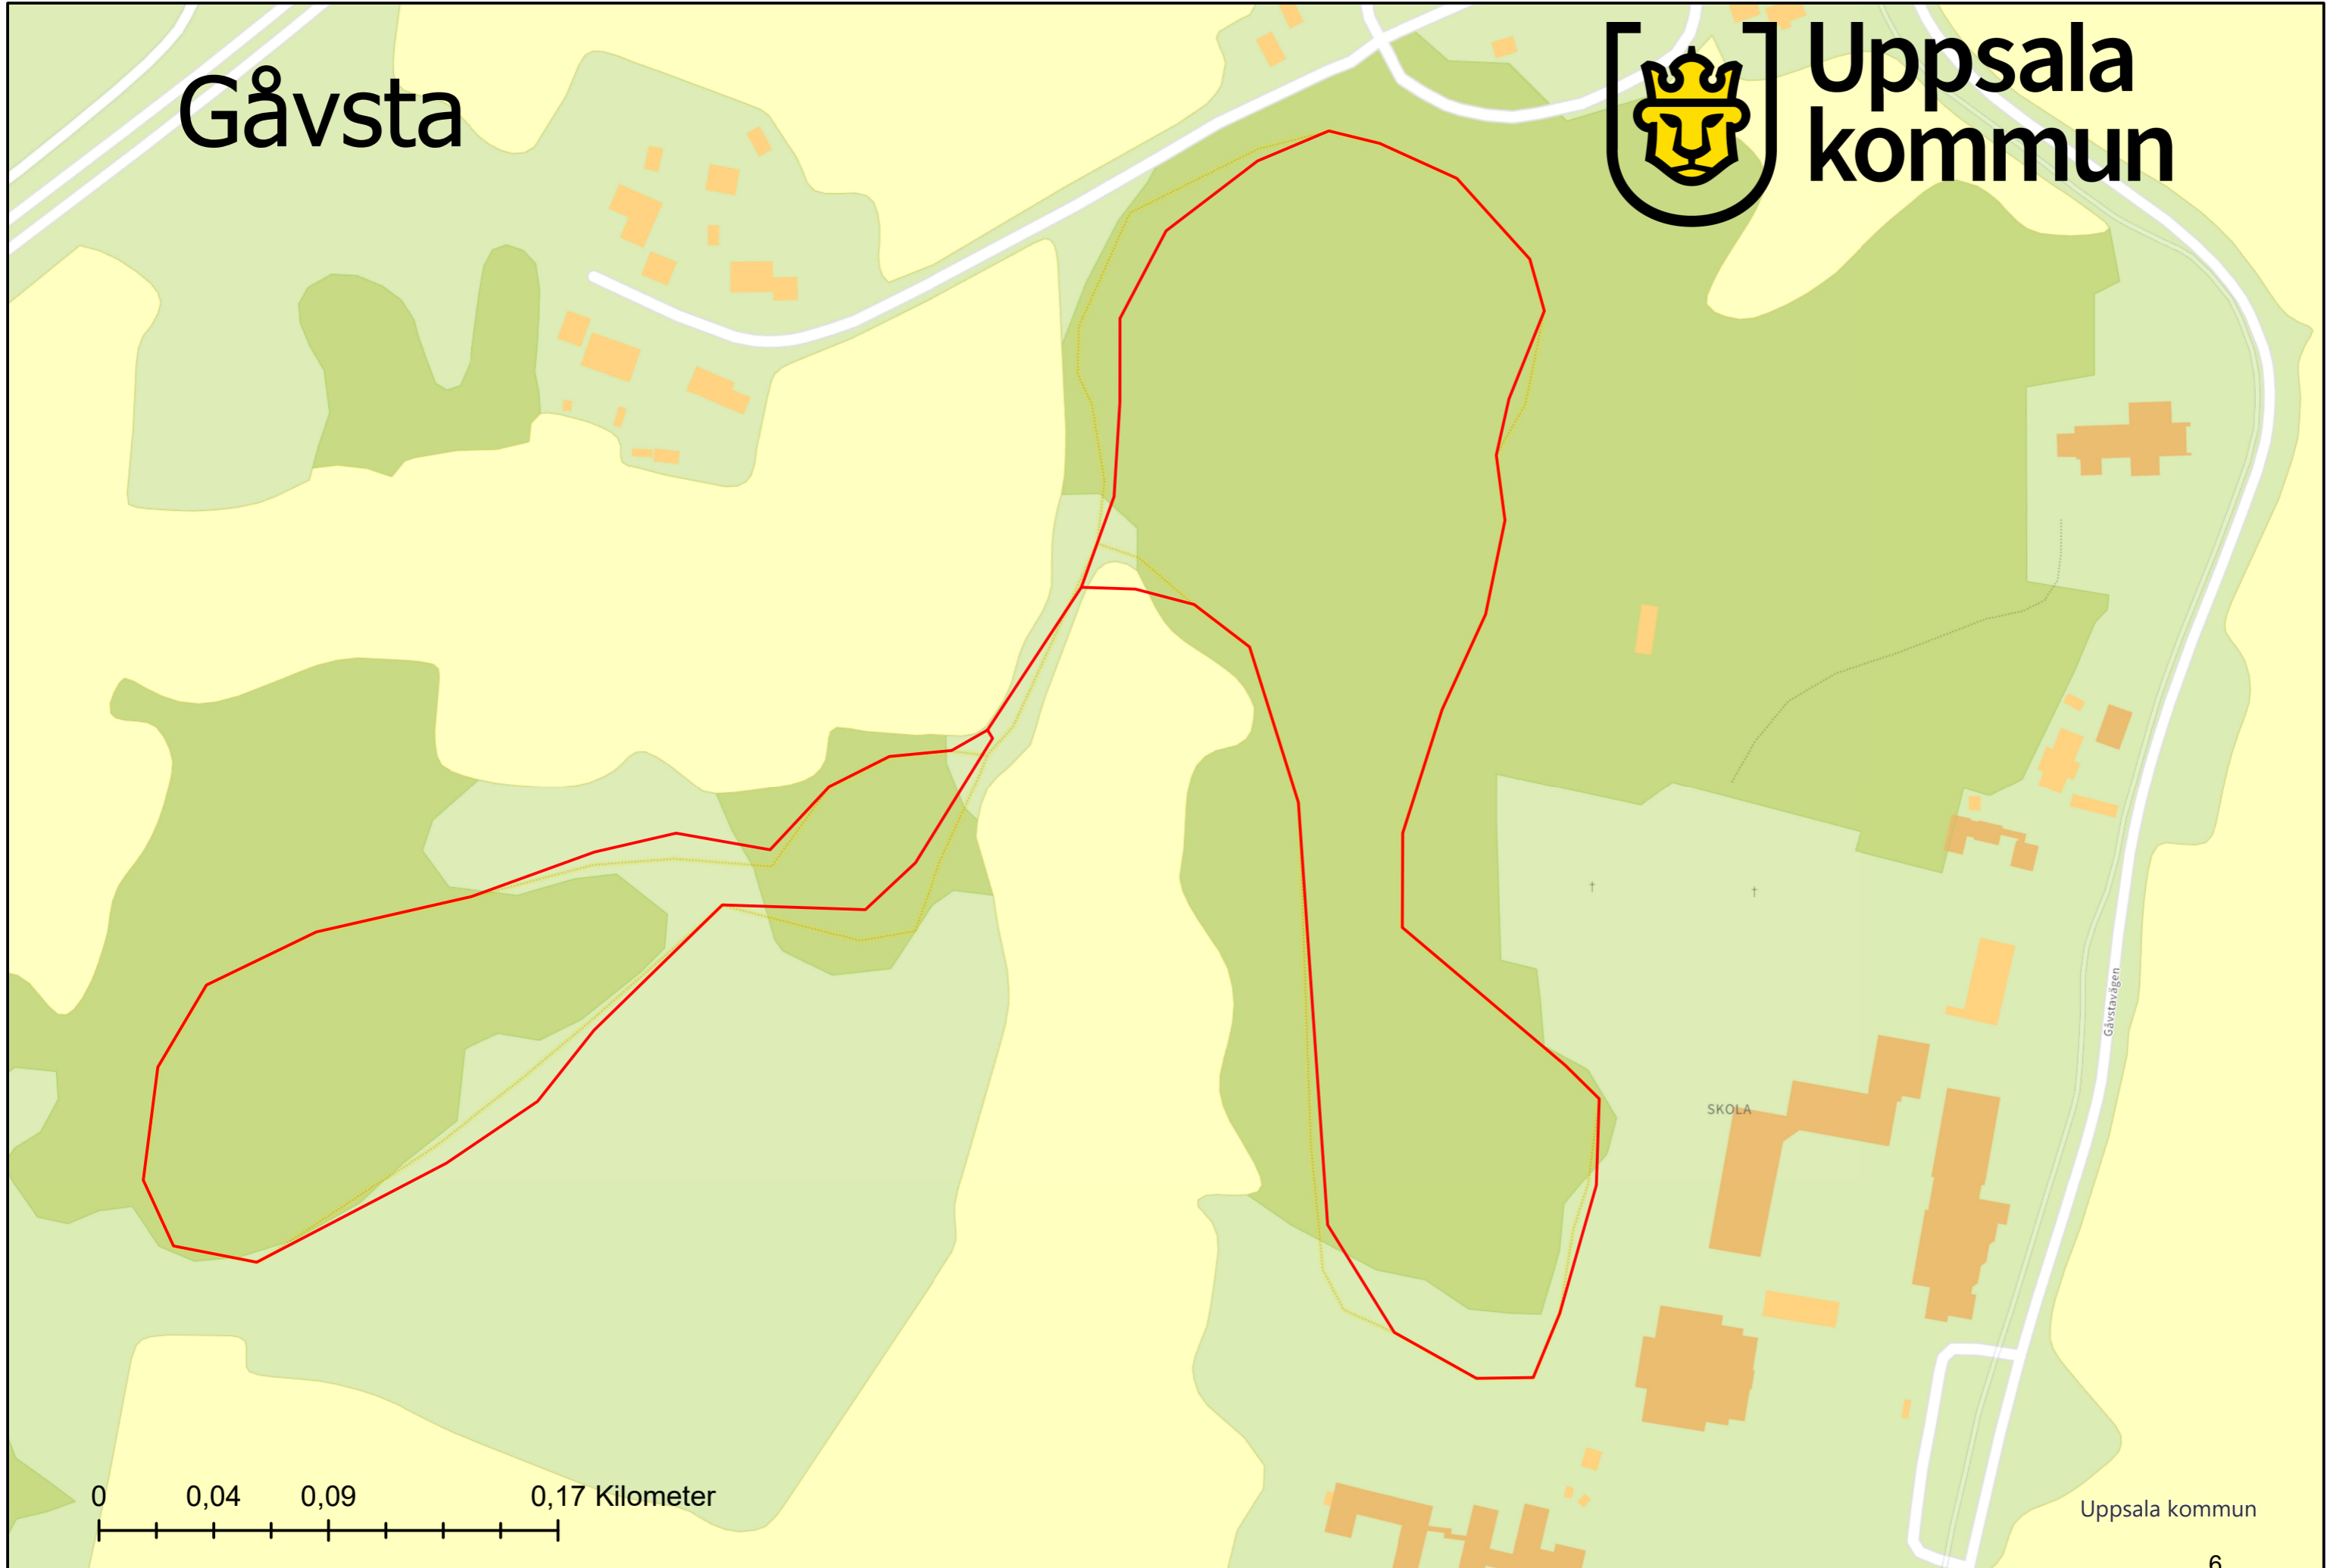 Gåvsta
Uppsala
kommun
Gåvstavägen
SKOLA
0 0,04 0,09 0,17 Kilometer
Uppsala kommun
6